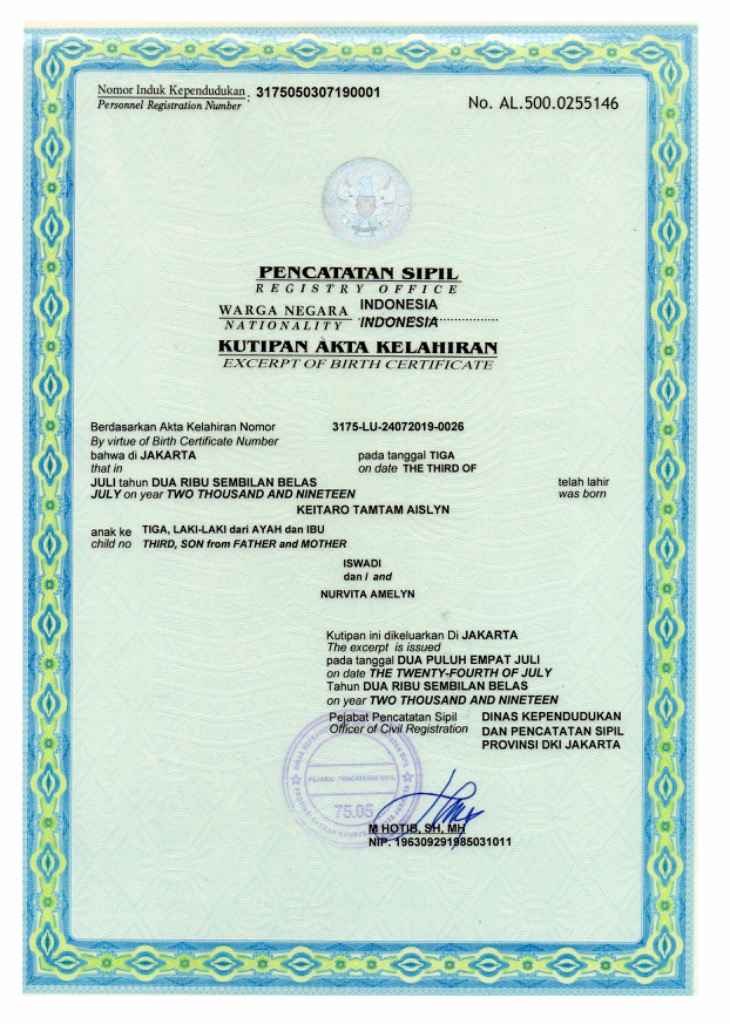 Nomor Induk Kependudukan : 3175050307190001
Personnel Registration Number
No. AL.500.0255146
PENCATATAN SIPIL
REGISTRY OFFICE
WARGA NEGARA INDONESIA
NATIONALITY INDONESIA
KUTIPAN AKTA KELAHIRAN
EXCERPT OF BIRTH CERTIFICATE
Berdasarkan Akta Kelahiran Nomor 3175-LU-24072019-0026
By virtue of Birth Certificate Number
bahwa di JAKARTA pada tanggal TIGA
that in on date THE THIRD OF
JULI tahun DUA RIBU SEMBILAN BELAS telah lahir
JULY on year TWO THOUSAND AND NINETEEN was born
KEITARO TAMTAM AISLYN
anak ke TIGA, LAKI-LAKI dari AYAH dan IBU
child no THIRD, SON from FATHER and MOTHER
ISWADI
dan / and
NURVITA AMELYN
Kutipan ini dikeluarkan Di JAKARTA
The excerpt is issued
pada tanggal DUA PULUH EMPAT JULI
on date THE TWENTY-FOURTH OF JULY
Tahun DUA RIBU SEMBILAN BELAS
on year TWO THOUSAND AND NINETEEN
Pejabat Pencatatan Sipil DINAS KEPENDUDUKAN
Officer of Civil Registration DAN PENCATATAN SIPIL
PROVINSI DKI JAKARTA
PEJABAT PENCATATAN SIPIL
75.05
M HOTIB, SH, MH
NIP. 196309291985031011